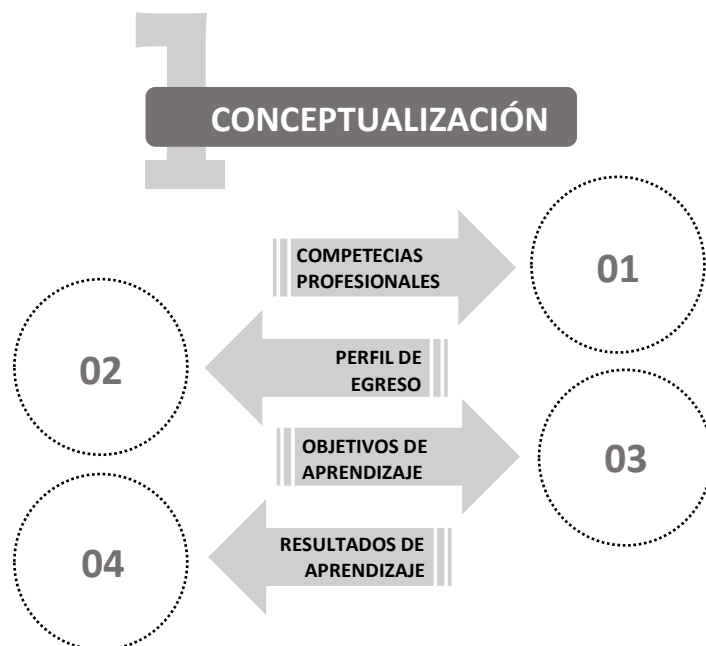 1
CONCEPTUALIZACIÓN
COMPETECIAS
PROFESIONALES
01
02
PERFIL DE
EGRESO
OBJETIVOS DE
APRENDIZAJE
03
04
RESULTADOS DE
APRENDIZAJE